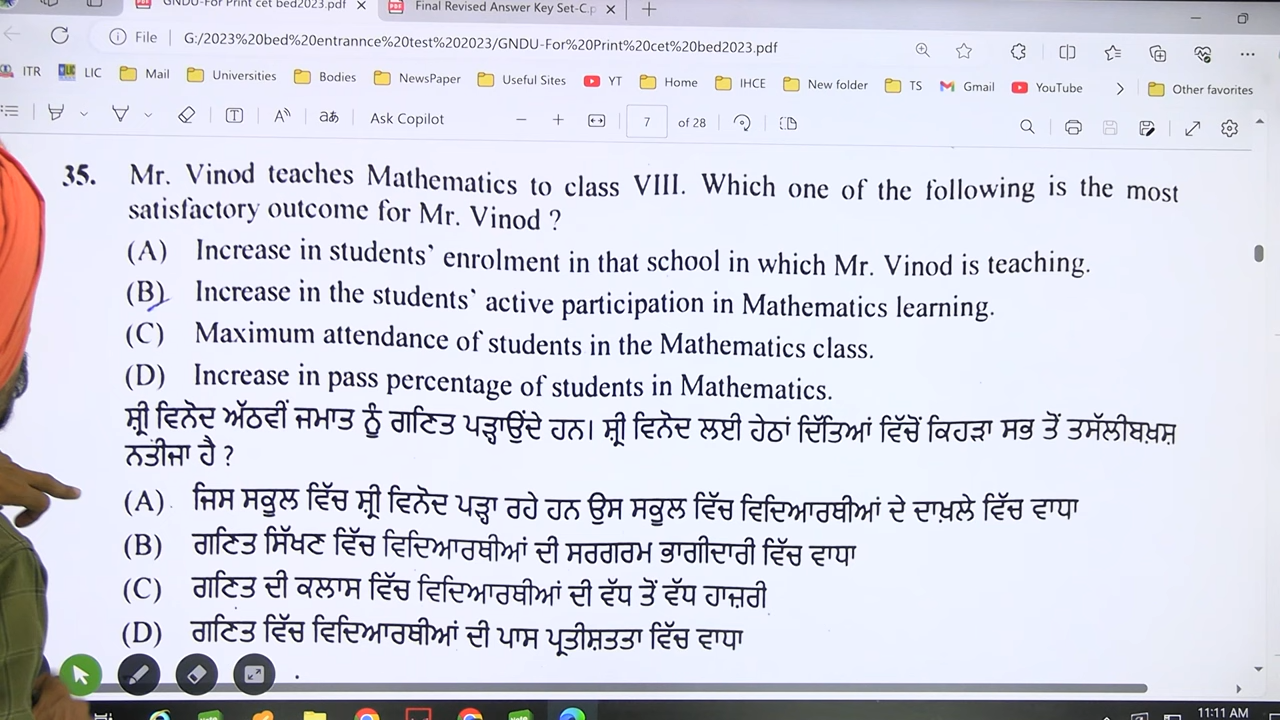 GNDU-For Print cet bed2023.pdf
Final Revised Answer Key Set-C.p
File
G:/2023%20bed%20entrannce%20test%202023/GNDU-For%20Print%20cet%20bed2023.pdf
ITR LIC Mail Universities Bodies NewsPaper Useful Sites YT Home IHCE New folder TS Gmail YouTube Other favorites
Ask Copilot 7 of 28
35. Mr. Vinod teaches Mathematics to class VIII. Which one of the following is the most
satisfactory outcome for Mr. Vinod ?
(A) Increase in students' enrolment in that school in which Mr. Vinod is teaching.
(B) Increase in the students' active participation in Mathematics learning.
(C) Maximum attendance of students in the Mathematics class.
(D) Increase in pass percentage of students in Mathematics.
ਸ਼੍ਰੀ ਵਿਨੋਦ ਅੱਠਵੀਂ ਜਮਾਤ ਨੂੰ ਗਣਿਤ ਪੜ੍ਹਾਉਂਦੇ ਹਨ। ਸ਼੍ਰੀ ਵਿਨੋਦ ਲਈ ਹੇਠਾਂ ਦਿੱਤਿਆਂ ਵਿੱਚੋਂ ਕਿਹੜਾ ਸਭ ਤੋਂ ਤਸੱਲੀਬਖ਼ਸ਼
ਨਤੀਜਾ ਹੈ ?
(A) ਜਿਸ ਸਕੂਲ ਵਿੱਚ ਸ਼੍ਰੀ ਵਿਨੋਦ ਪੜ੍ਹਾ ਰਹੇ ਹਨ ਉਸ ਸਕੂਲ ਵਿੱਚ ਵਿਦਿਆਰਥੀਆਂ ਦੇ ਦਾਖ਼ਲੇ ਵਿੱਚ ਵਾਧਾ
(B) ਗਣਿਤ ਸਿੱਖਣ ਵਿੱਚ ਵਿਦਿਆਰਥੀਆਂ ਦੀ ਸਰਗਰਮ ਭਾਗੀਦਾਰੀ ਵਿੱਚ ਵਾਧਾ
(C) ਗਣਿਤ ਦੀ ਕਲਾਸ ਵਿੱਚ ਵਿਦਿਆਰਥੀਆਂ ਦੀ ਵੱਧ ਤੋਂ ਵੱਧ ਹਾਜ਼ਰੀ
(D) ਗਣਿਤ ਵਿੱਚ ਵਿਦਿਆਰਥੀਆਂ ਦੀ ਪਾਸ ਪ੍ਰਤੀਸ਼ਤਤਾ ਵਿੱਚ ਵਾਧਾ
11:11 AM